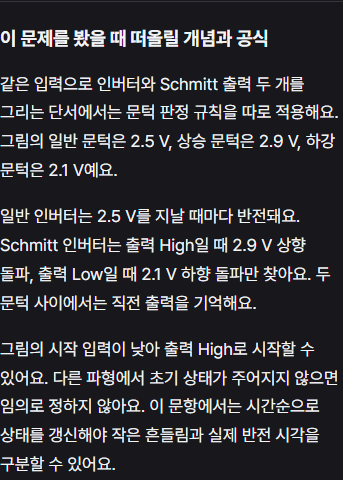 이 문제를 봤을 때 떠올릴 개념과 공식
같은 입력으로 인버터와 Schmitt 출력 두 개를
그리는 단서에서는 문턱 판정 규칙을 따로 적용해요.
그림의 일반 문턱은 2.5 V, 상승 문턱은 2.9 V, 하강
문턱은 2.1 V예요.
일반 인버터는 2.5 V를 지날 때마다 반전돼요.
Schmitt 인버터는 출력 High일 때 2.9 V 상향
돌파, 출력 Low일 때 2.1 V 하향 돌파만 찾아요. 두
문턱 사이에서는 직전 출력을 기억해요.
그림의 시작 입력이 낮아 출력 High로 시작할 수
있어요. 다른 파형에서 초기 상태가 주어지지 않으면
임의로 정하지 않아요. 이 문항에서는 시간순으로
상태를 갱신해야 작은 흔들림과 실제 반전 시각을
구분할 수 있어요.